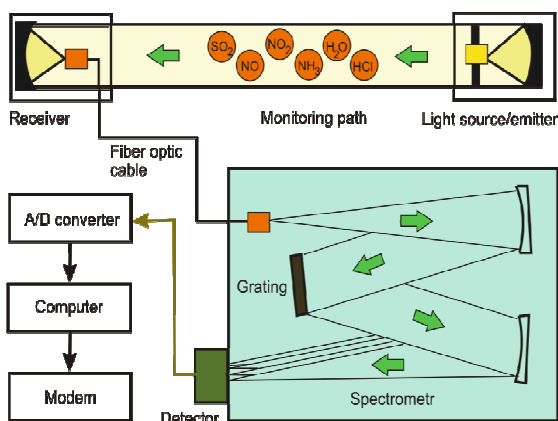 SO2
NO
NO2
NH3
H2O
HCl
Receiver
Monitoring path
Light source/emitter
Fiber optic
cable
A/D converter
Grating
Computer
Modem
Detector
Spectrometr